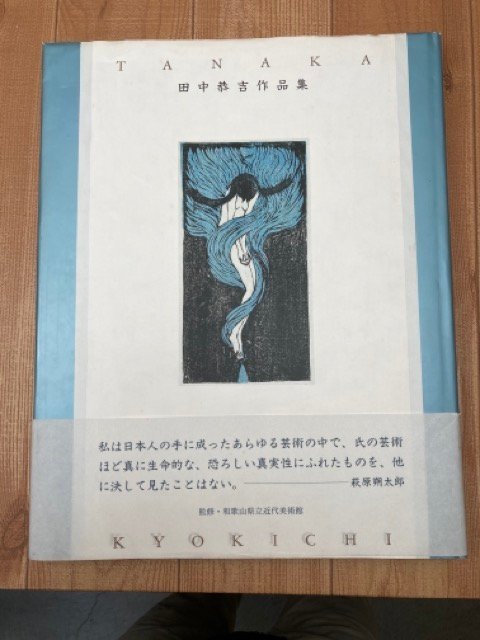 TANAKA
田中恭吉作品集
私は日本人の手に成ったあらゆる芸術の中で、氏の芸術
ほど真に生命的な、恐ろしい真実性にふれたものを、他
に決して見たことはない。――萩原朔太郎
監修・和歌山県立近代美術館
KYOKICHI